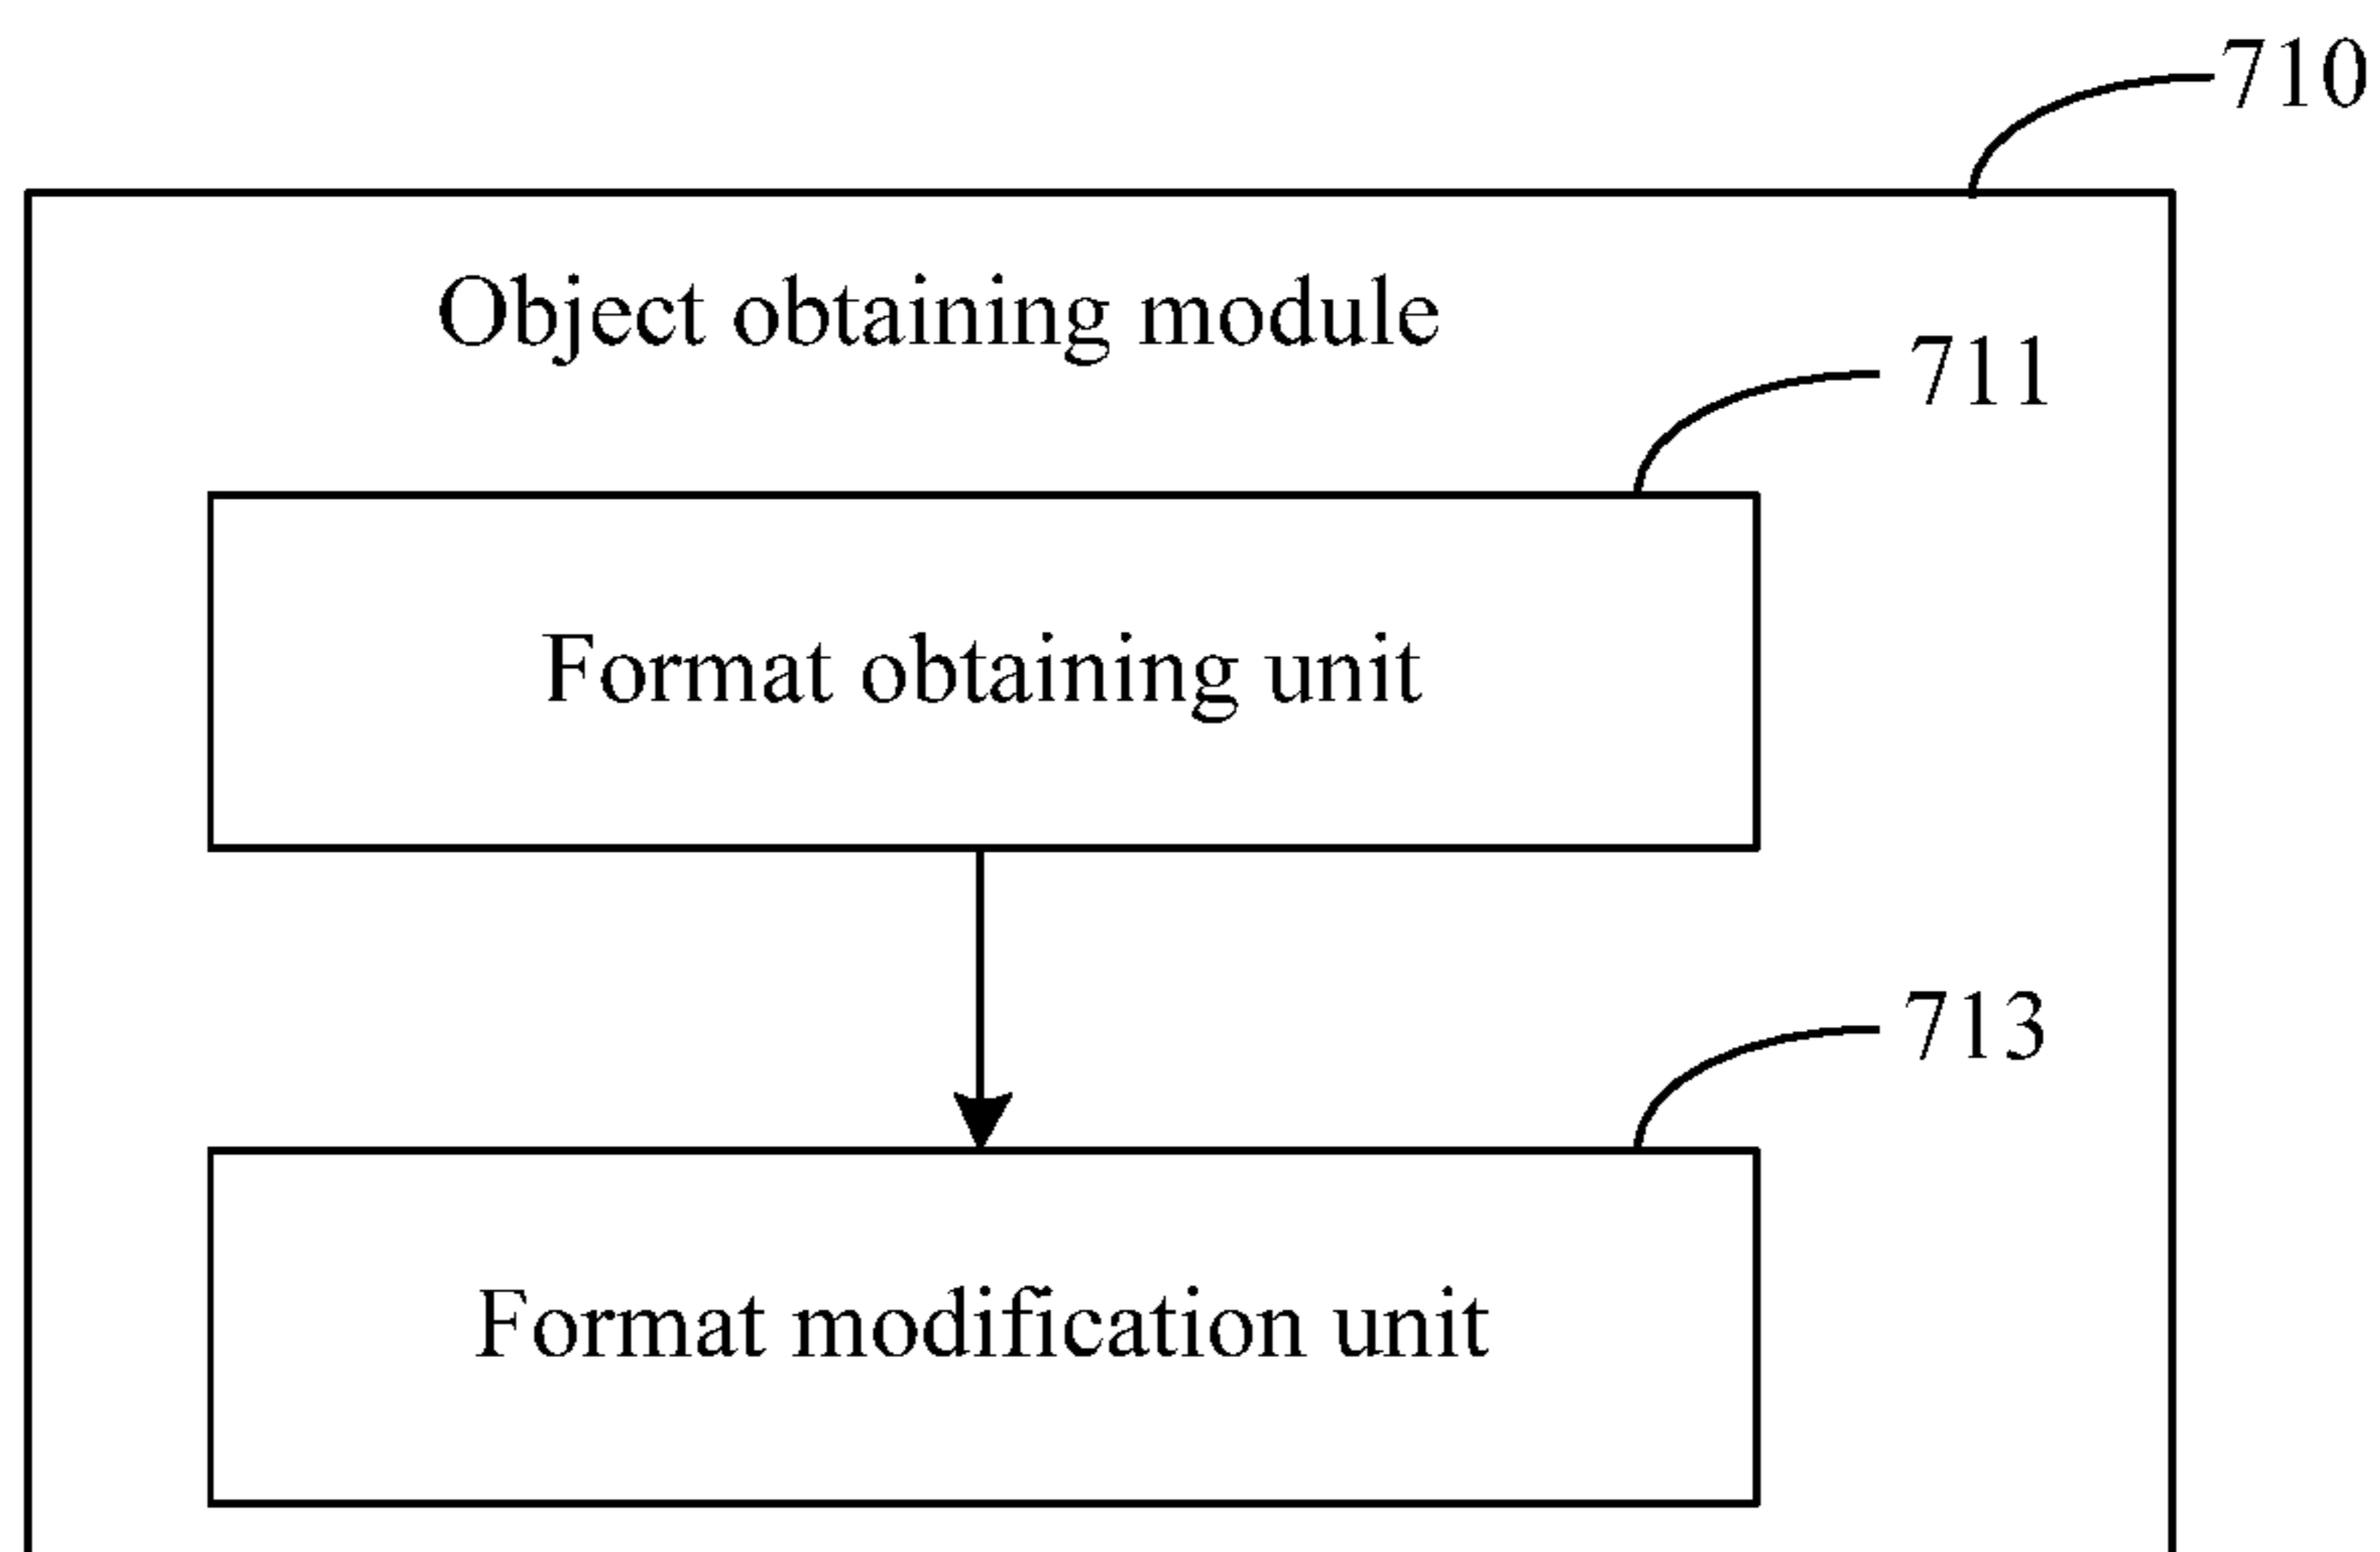 710
Object obtaining module
711
Format obtaining unit
713
Format modification unit